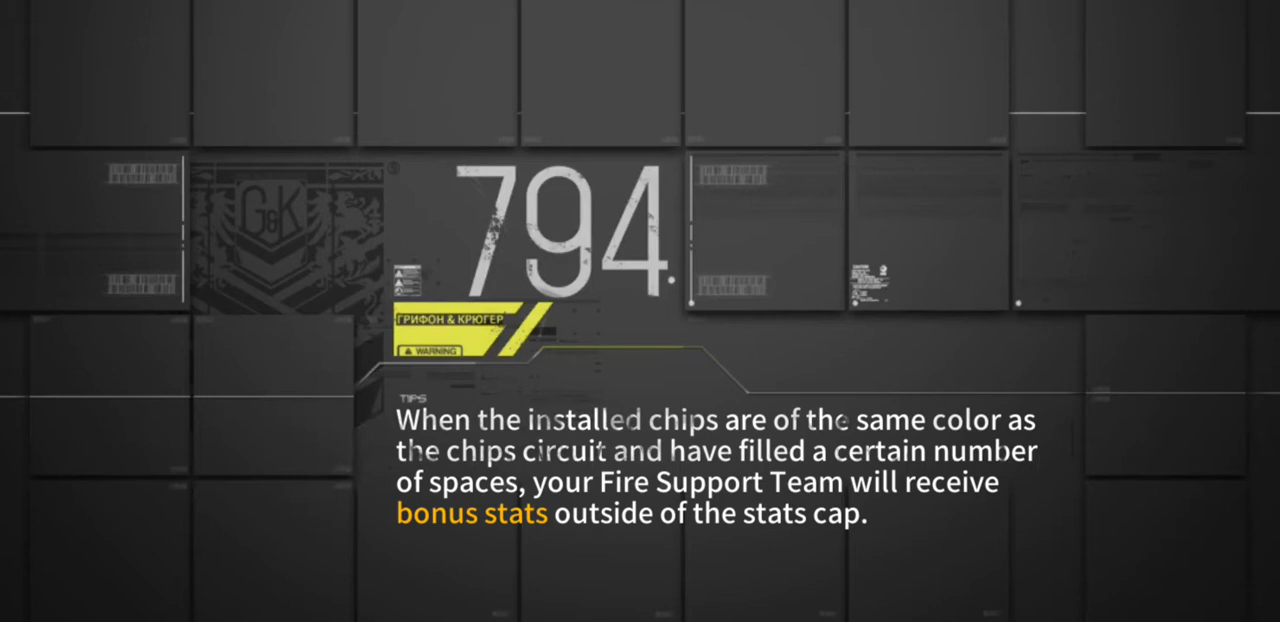 G&K
794.
ГРИФОН & КРЮГЕР
WARNING
TIPS
When the installed chips are of the same color as
the chips circuit and have filled a certain number
of spaces, your Fire Support Team will receive
bonus stats outside of the stats cap.